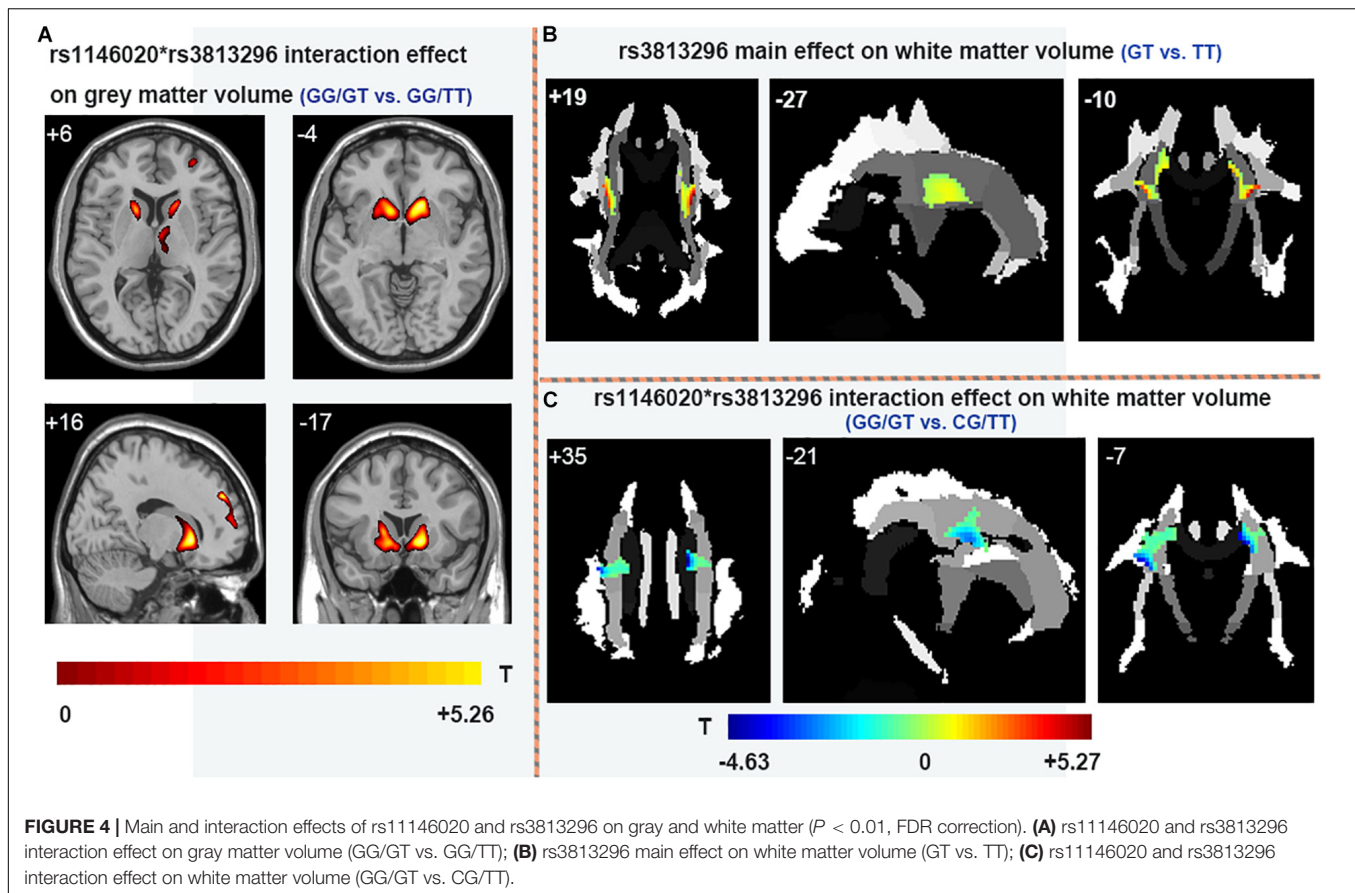 A
rs1146020*rs3813296 interaction effect
on grey matter volume (GG/GT vs. GG/TT)
+6
-4
+16
-17
T
0
+5.26
B
rs3813296 main effect on white matter volume (GT vs. TT)
+19
-27
-10
C
rs1146020*rs3813296 interaction effect on white matter volume
(GG/GT vs. CG/TT)
+35
-21
-7
T
-4.63
0
+5.27
FIGURE 4 | Main and interaction effects of rs11146020 and rs3813296 on gray and white matter (P < 0.01, FDR correction). (A) rs11146020 and rs3813296
interaction effect on gray matter volume (GG/GT vs. GG/TT); (B) rs3813296 main effect on white matter volume (GT vs. TT); (C) rs11146020 and rs3813296
interaction effect on white matter volume (GG/GT vs. CG/TT).